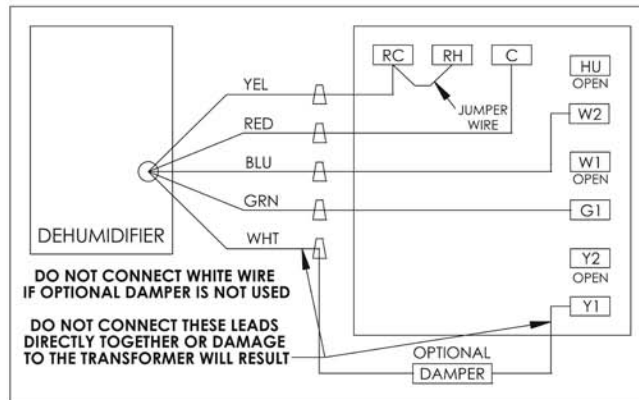 RC RH C
HU
OPEN
YEL
JUMPER
WIRE
W2
RED
BLU
W1
OPEN
GRN
G1
DEHUMIDIFIER
WHT
Y2
OPEN
DO NOT CONNECT WHITE WIRE
IF OPTIONAL DAMPER IS NOT USED
Y1
DO NOT CONNECT THESE LEADS
DIRECTLY TOGETHER OR DAMAGE
TO THE TRANSFORMER WILL RESULT
OPTIONAL
DAMPER